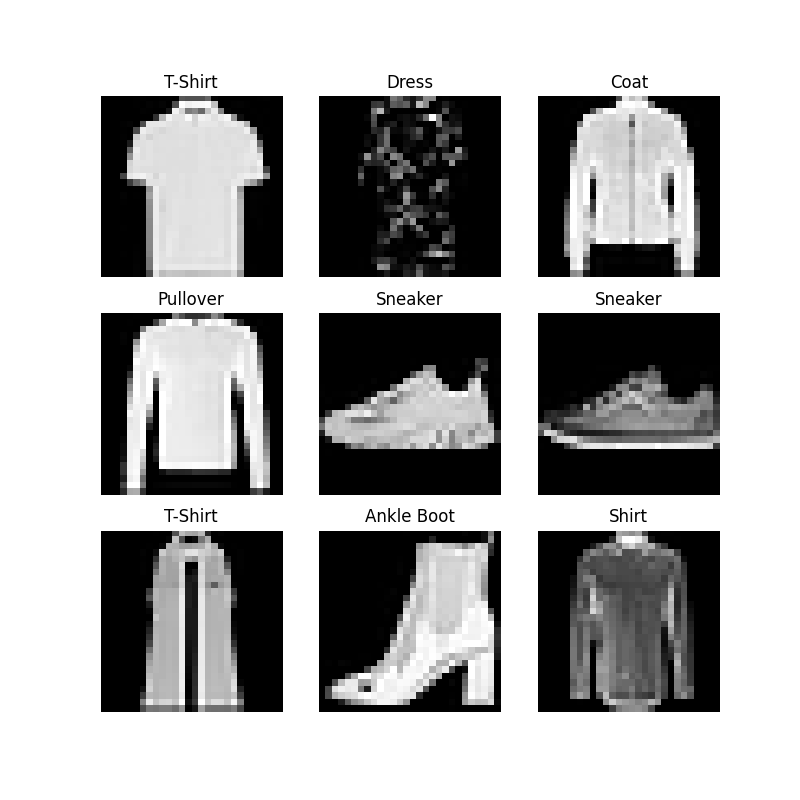 T-Shirt
Dress
Coat
Pullover
Sneaker
Sneaker
T-Shirt
Ankle Boot
Shirt